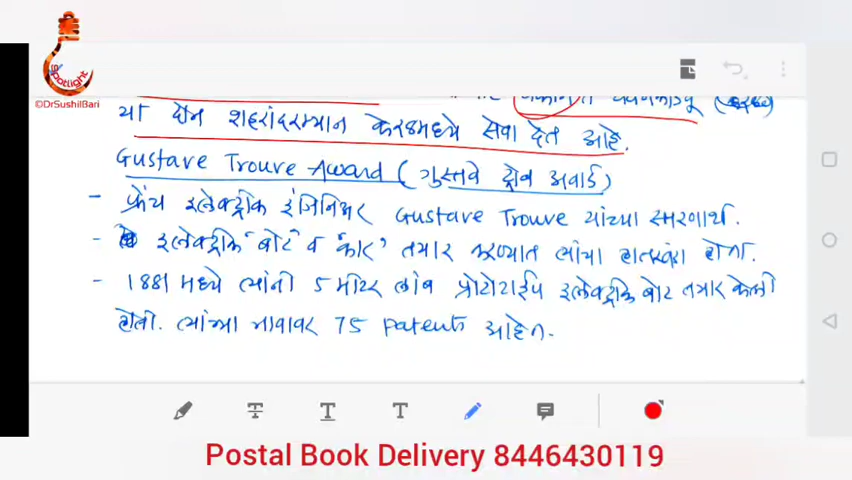 Spotlight
©DrSushilBari
या दोन शहरांदरम्यान केरळमध्ये सेवा देत आहे.
Gustave Trouve Award (गुस्तवे ट्रोव अवार्ड)
- फ्रेंच इलेक्ट्रीक इंजिनिअर Gustave Trouve यांच्या स्मरणार्थ.
- इलेक्ट्रीक 'बोट' व 'कार' तयार करण्यात त्यांचा हातखंडा होता.
- 1881 मध्ये त्यांनी 5 मीटर लांब प्रोटोटाईप इलेक्ट्रीक बोट तयार केली
होती. त्यांच्या नावावर 75 Patents आहेत.
T T T
Postal Book Delivery 8446430119